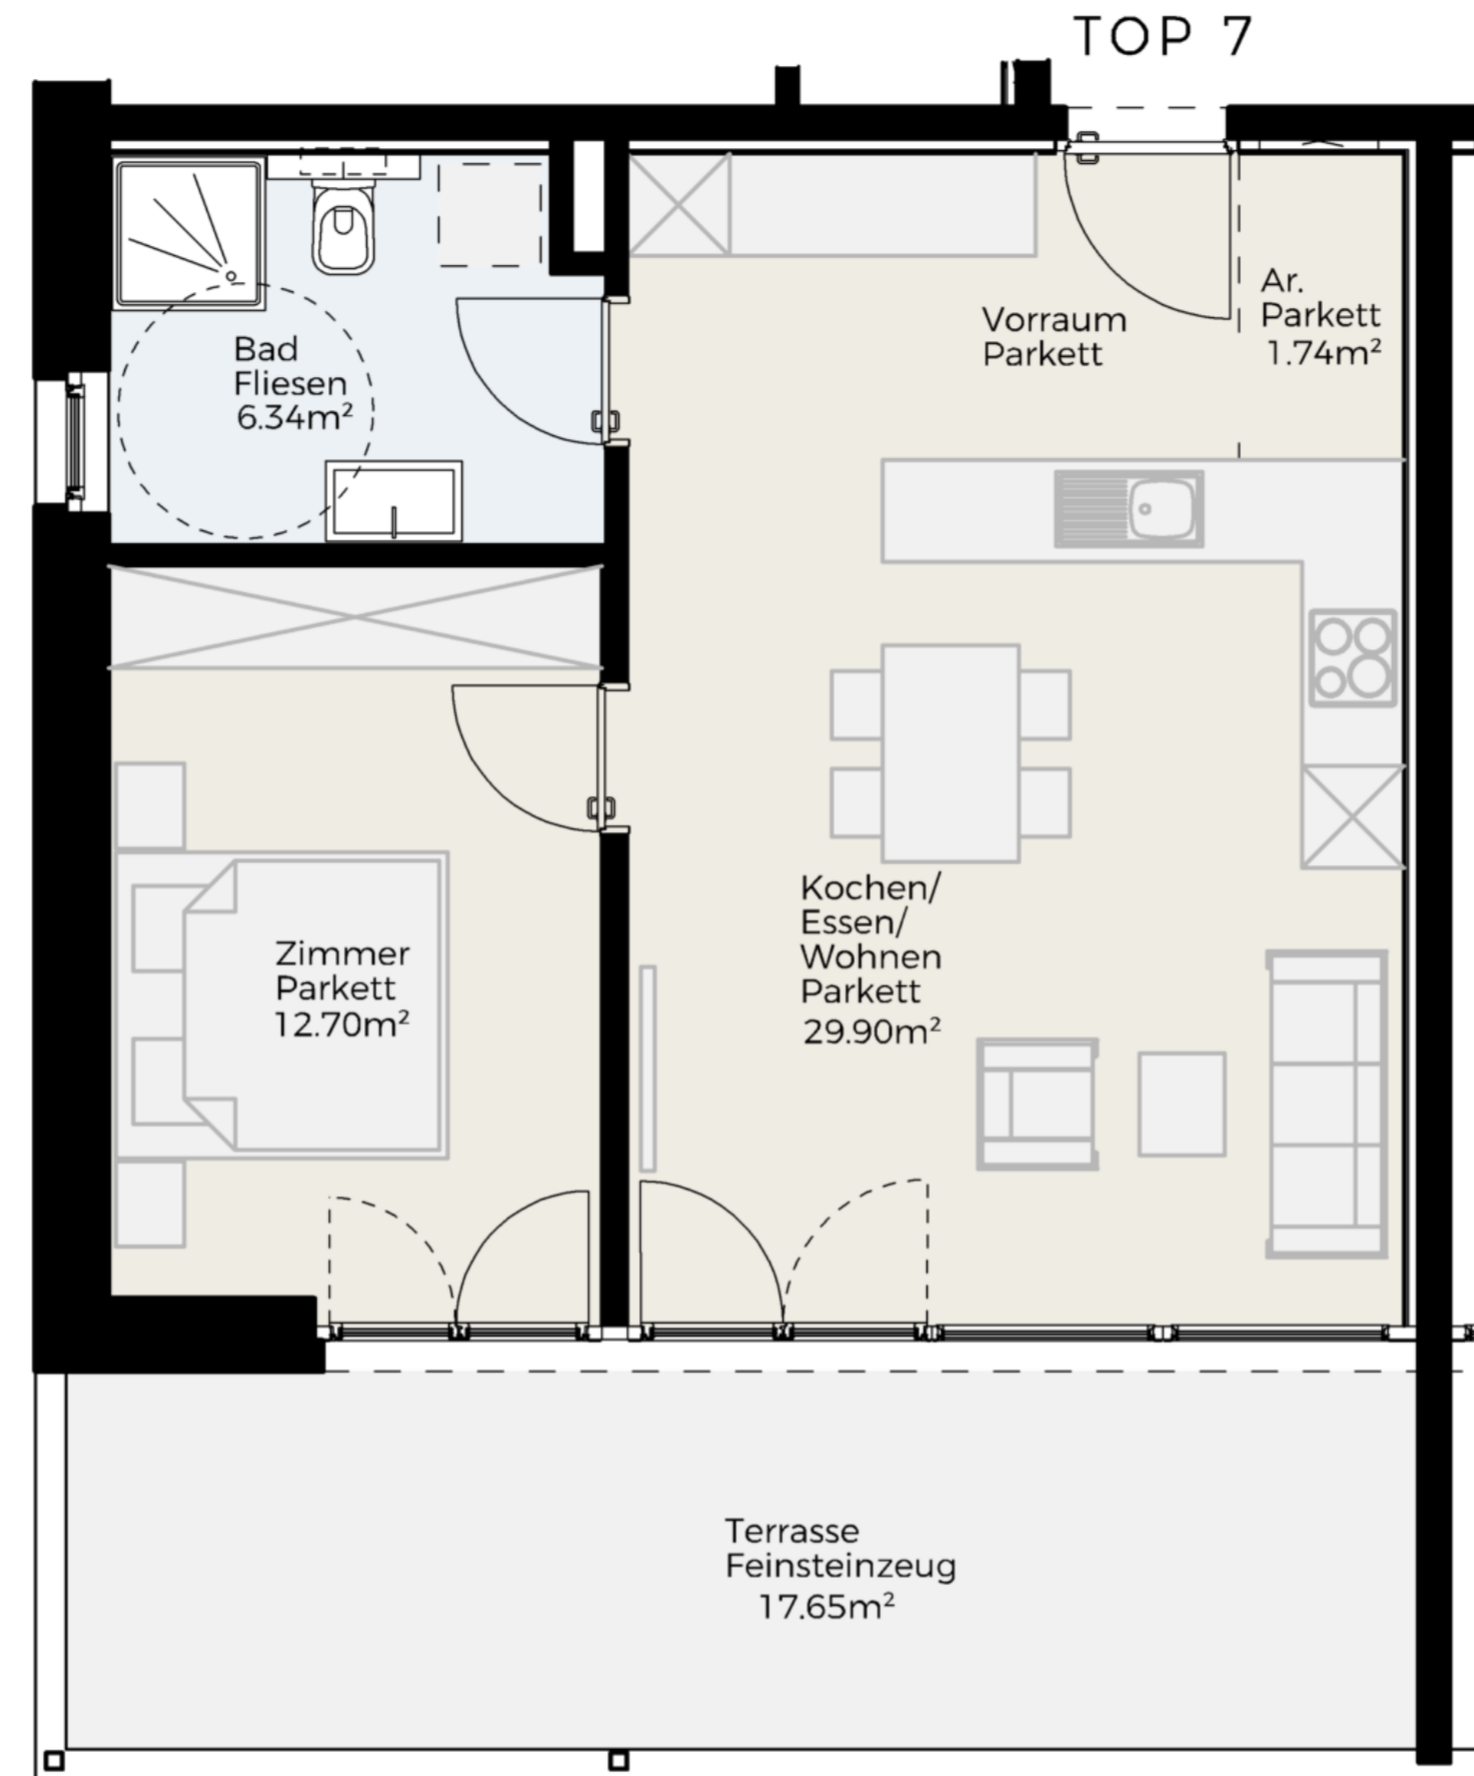 TOP 7
Ar.
Parkett
1.74m²
Vorraum
Parkett
Bad
Fliesen
6.34m²
Kochen/
Essen/
Wohnen
Parkett
29.90m²
Zimmer
Parkett
12.70m²
Terrasse
Feinsteinzeug
17.65m²